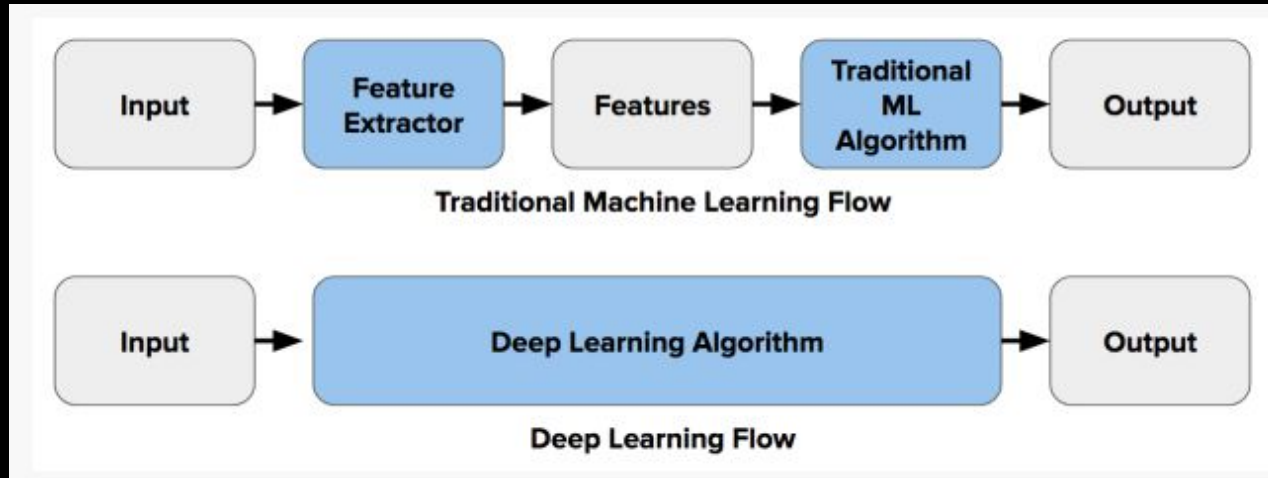 Input
Feature
Extractor
Features
Traditional
ML
Algorithm
Output
Traditional Machine Learning Flow
Input
Deep Learning Algorithm
Output
Deep Learning Flow